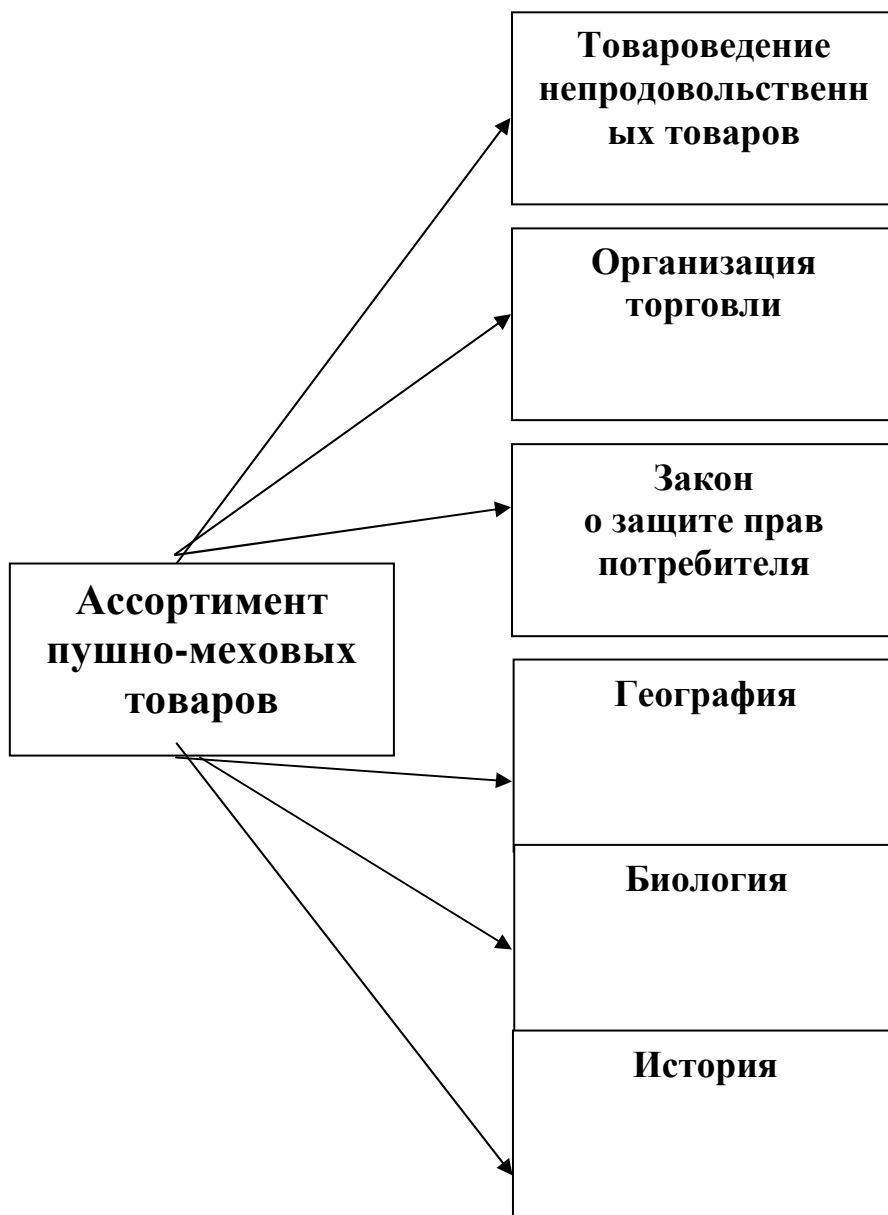 Товароведение
непродовольственн
ых товаров
Организация
торговли
Закон
о защите прав
потребителя
Ассортимент
пушно-меховых
товаров
География
Биология
История